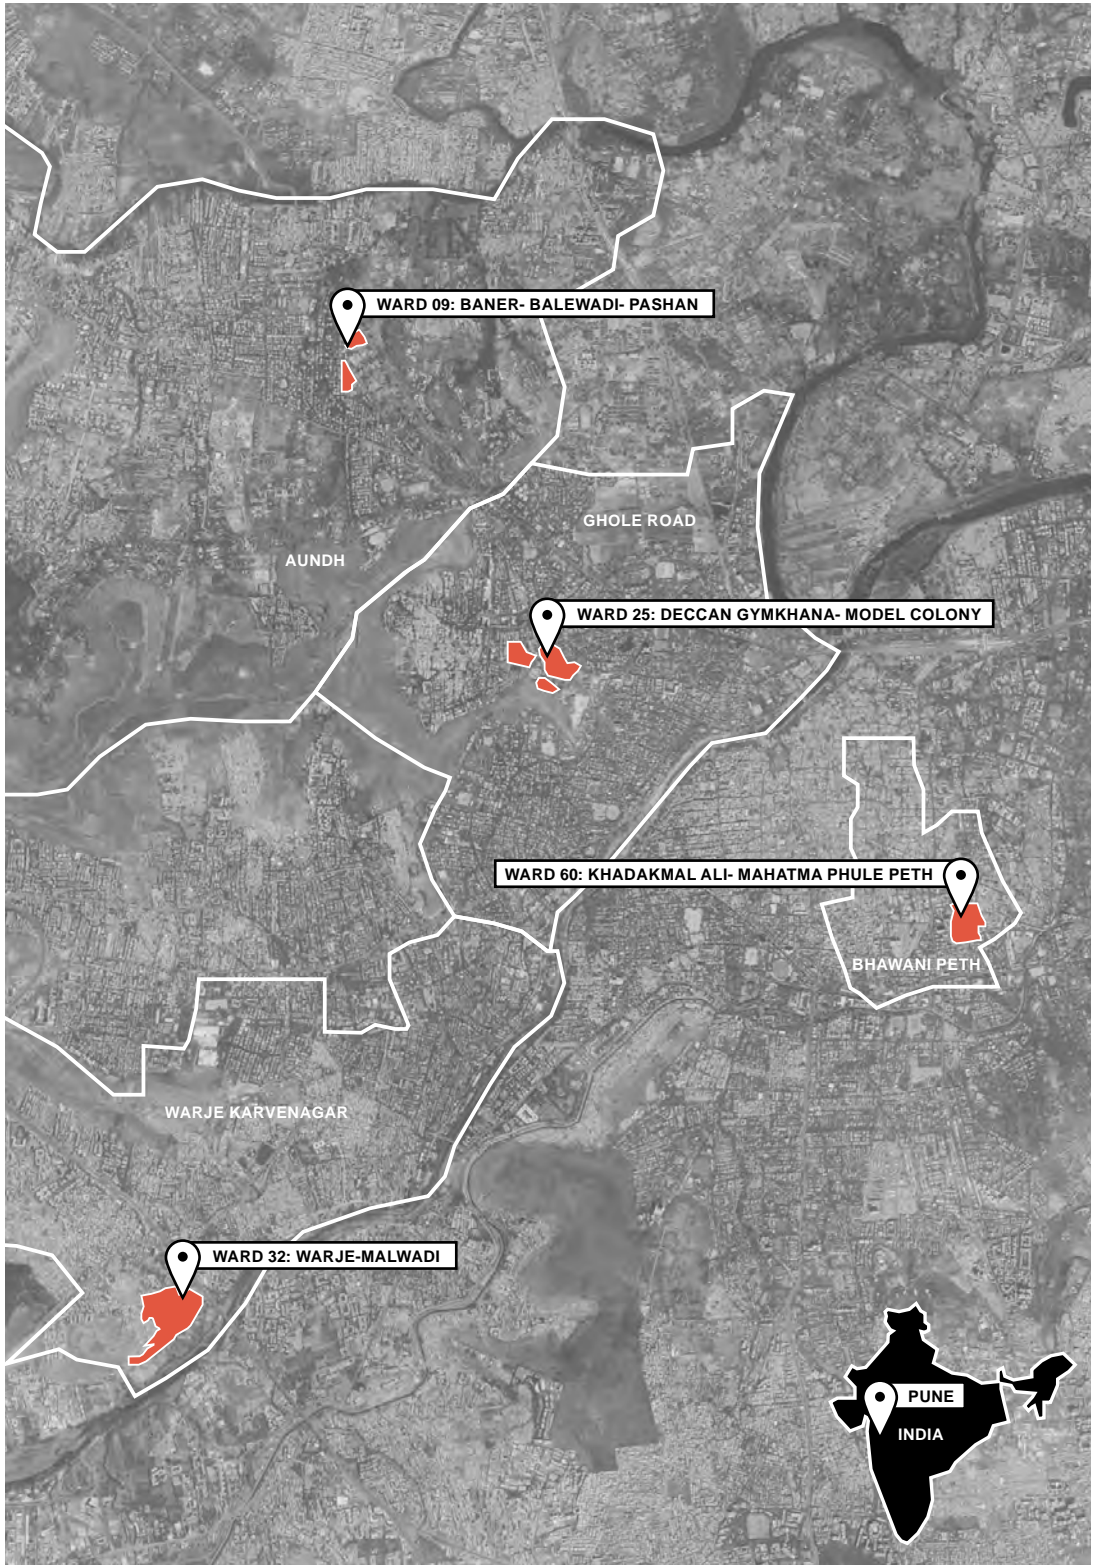 WARD 09: BANER- BALEWADI- PASHAN
GHOLE ROAD
AUNDH
WARD 25: DECCAN GYMKHANA- MODEL COLONY
WARD 60: KHADAKMAL ALI- MAHATMA PHULE PETH
BHAWANI PETH
WARJE KARVENAGAR
WARD 32: WARJE-MALWADI
PUNE
INDIA